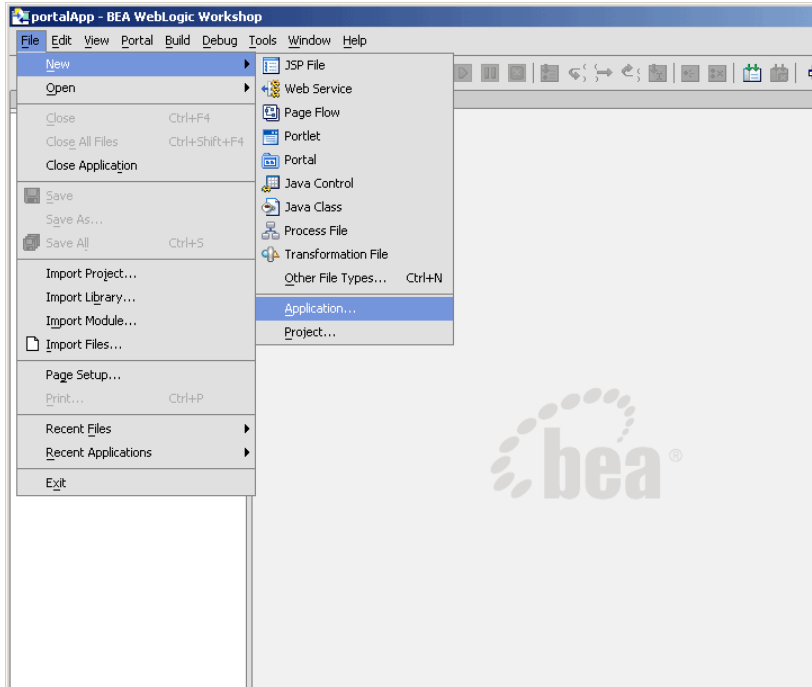 portalApp - BEA WebLogic Workshop
File Edit View Portal Build Debug Tools Window Help
New
Open
Close Ctrl+F4
Close All Files Ctrl+Shift+F4
Close Application
Save
Save As...
Save All Ctrl+S
Import Project...
Import Library...
Import Module...
Import Files...
Page Setup...
Print... Ctrl+P
Recent Files
Recent Applications
Exit
JSP File
Web Service
Page Flow
Portlet
Portal
Java Control
Java Class
Process File
Transformation File
Other File Types... Ctrl+N
Application...
Project...
bea®